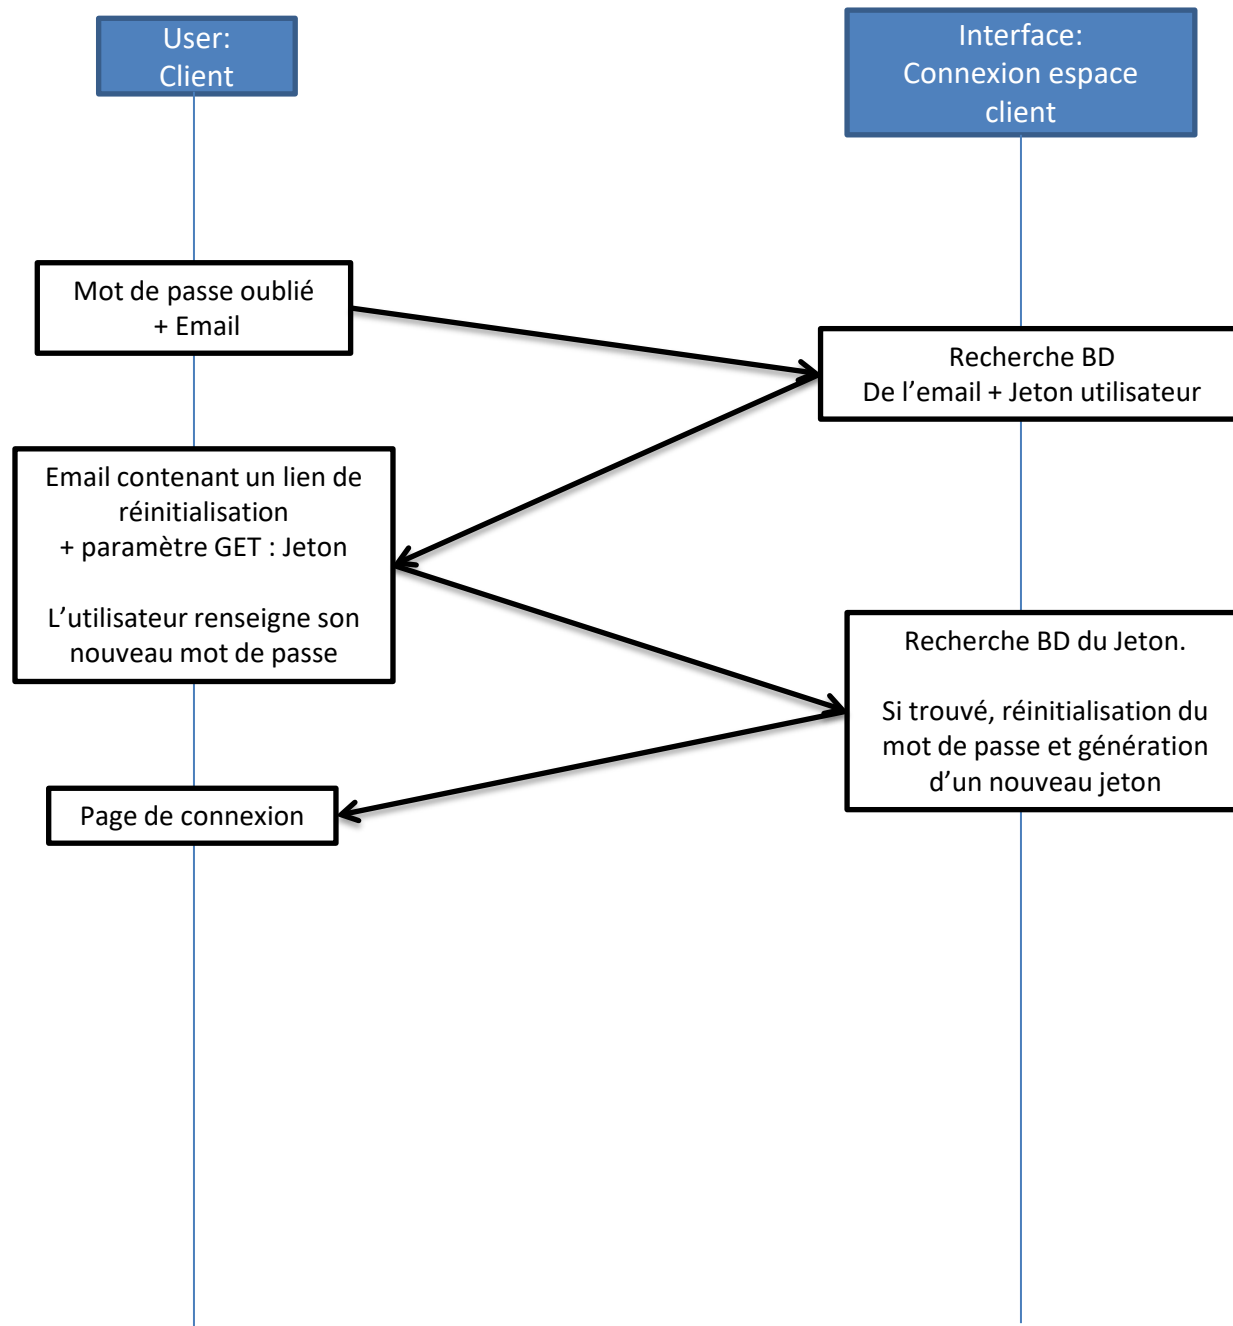 User:
Client
Interface:
Connexion espace
client
Mot de passe oublié
+ Email
Recherche BD
De l’email + Jeton utilisateur
Email contenant un lien de
réinitialisation
+ paramètre GET : Jeton
L’utilisateur renseigne son
nouveau mot de passe
Recherche BD du Jeton.
Si trouvé, réinitialisation du
mot de passe et génération
d’un nouveau jeton
Page de connexion